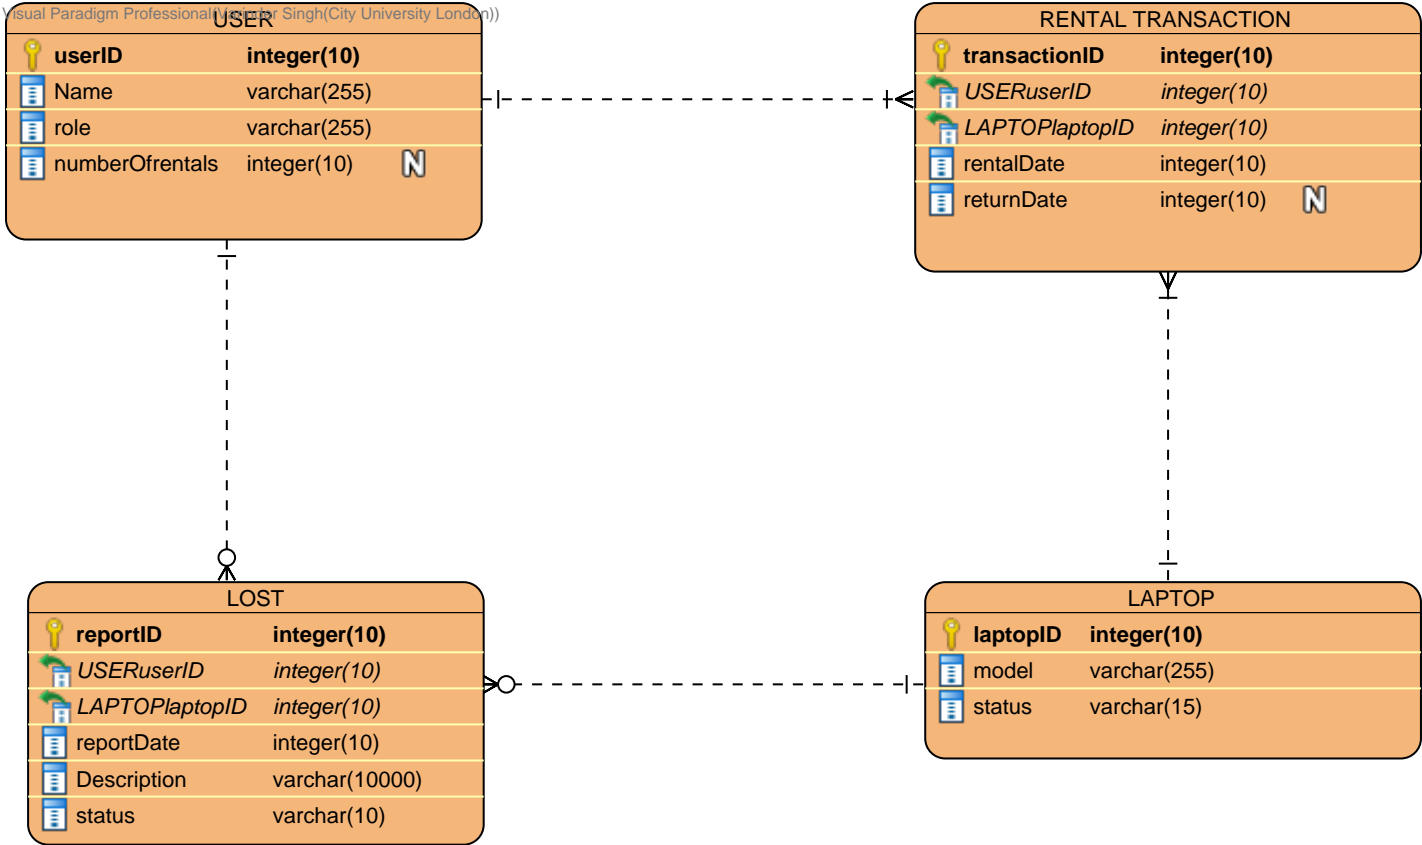 Visual Paradigm Professional(Varinder Singh(City University London))
USER
userID integer(10)
Name varchar(255)
role varchar(255)
numberOfrentals integer(10) N
RENTAL TRANSACTION
transactionID integer(10)
USERuserID integer(10)
LAPTOPlaptopID integer(10)
rentalDate integer(10)
returnDate integer(10) N
LOST
reportID integer(10)
USERuserID integer(10)
LAPTOPlaptopID integer(10)
reportDate integer(10)
Description varchar(10000)
status varchar(10)
LAPTOP
laptopID integer(10)
model varchar(255)
status varchar(15)